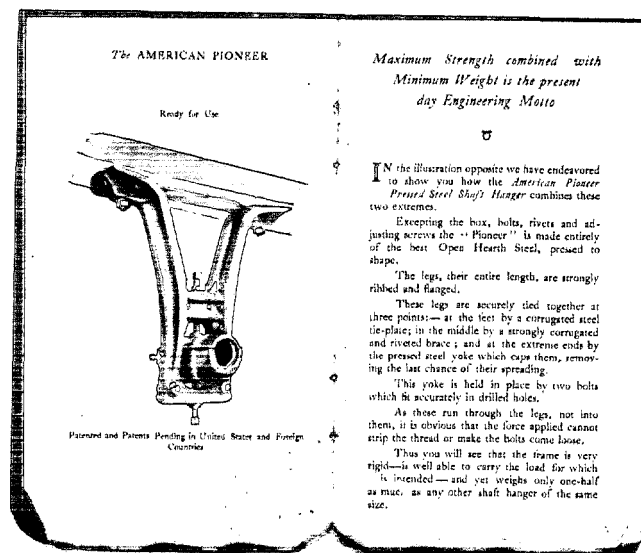 The AMERICAN PIONEER
Ready for Use
Patented and Patents Pending in United States and Foreign
Countries
Maximum Strength combined with
Minimum Weight is the present
day Engineering Motto
IN the illustration opposite we have endeavored
to show you how the American Pioneer
Pressed Steel Shaft Hanger combines these
two extremes.
Excepting the box, bolts, rivets and ad-
justing screws the "Pioneer" is made entirely
of the best Open Hearth Steel, pressed to
shape.
The legs, their entire length, are strongly
ribbed and flanged.
These legs are securely tied together at
three points:— at the feet by a corrugated steel
tie-plate; in the middle by a strongly corrugated
and riveted brace; and at the extreme ends by
the pressed steel yoke which caps them, remov-
ing the last chance of their spreading.
This yoke is held in place by two bolts
which fit accurately in drilled holes.
As these run through the legs, not into
them, it is obvious that the force applied cannot
strip the thread or make the bolts come loose.
Thus you will see that the frame is very
rigid—is well able to carry the load for which
is intended—and yet weighs only one-half
as muc. as any other shaft hanger of the same
size.